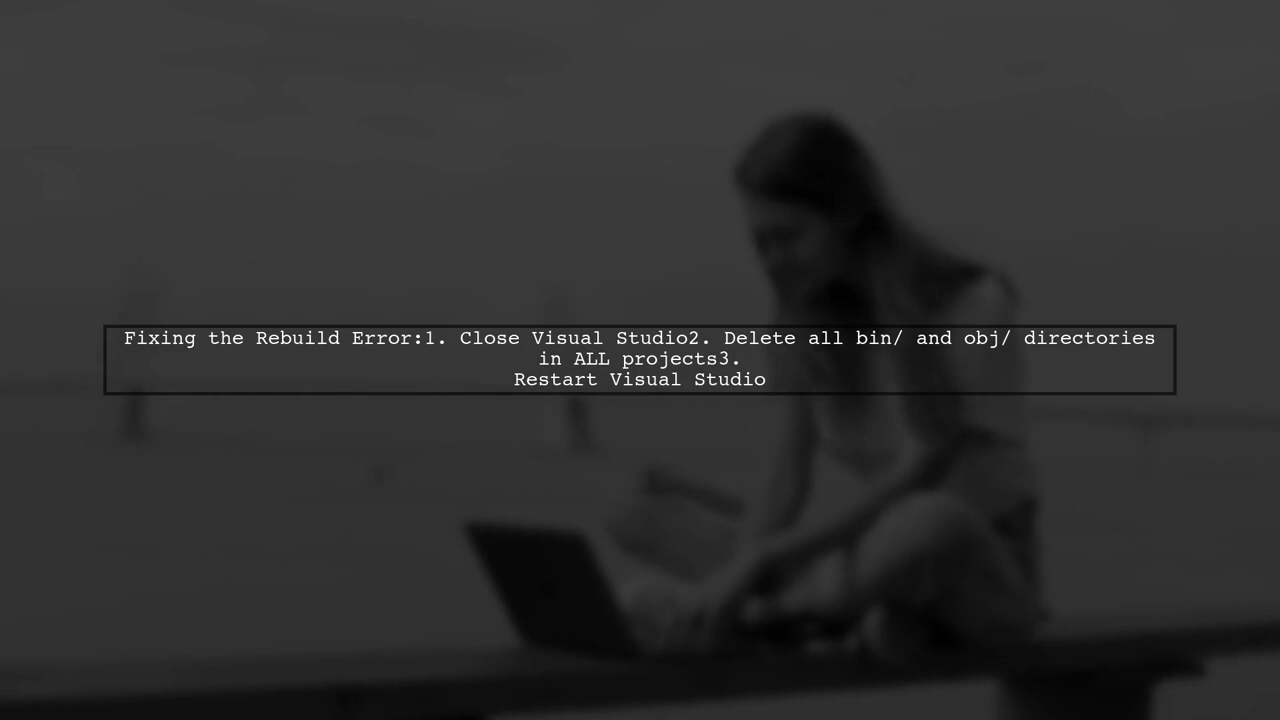 Fixing the Rebuild Error:1. Close Visual Studio2. Delete all bin/ and obj/ directories
in ALL projects3.
Restart Visual Studio